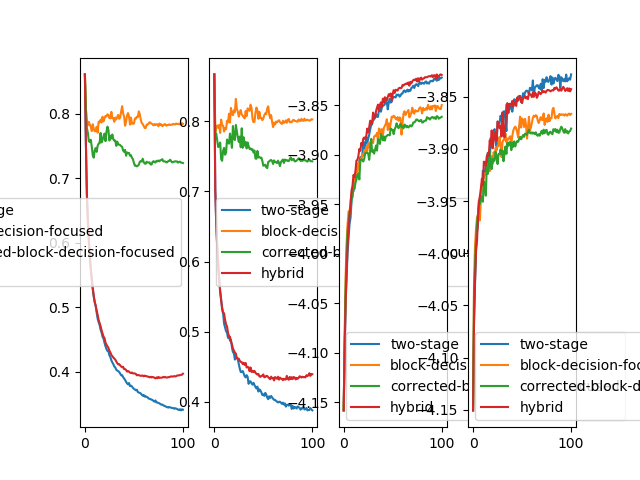 0.8
0.7
0.6
0.5
0.4
0
100
ge
ecision-focused
ed-block-decision-focused
0.8
0.7
0.6
0.5
0.4
0
100
two-stage
block-decis
corrected-b
hybrid
−3.85
−3.90
−3.95
−4.00
−4.05
−4.10
−4.15
0
100
two-stage
block-decis
corrected-b
hybrid
−3.85
−3.90
−3.95
−4.00
−4.05
−4.10
−4.15
0
100
two-stage
block-decision-foc
corrected-block-d
hybrid